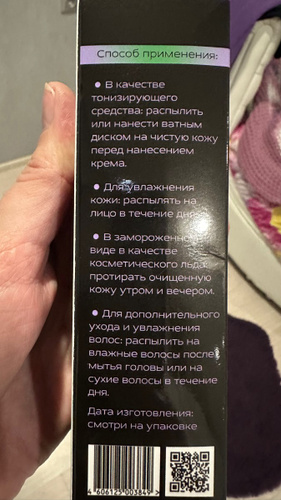 Способ применения:
● В качестве
тонизирующего
средства: распылить
или нанести ватным
диском на чистую кожу
перед нанесением
крема.
● Для увлажнения
кожи: распылять на
лицо в течение дня.
● В замороженном
виде в качестве
косметического льда:
протирать очищенную
кожу утром и вечером.
● Для дополнительного
ухода и увлажнения
волос: распылить на
влажные волосы после
мытья головы или на
сухие волосы в течение
дня.
Дата изготовления:
смотри на упаковке
4 606125 003849 >